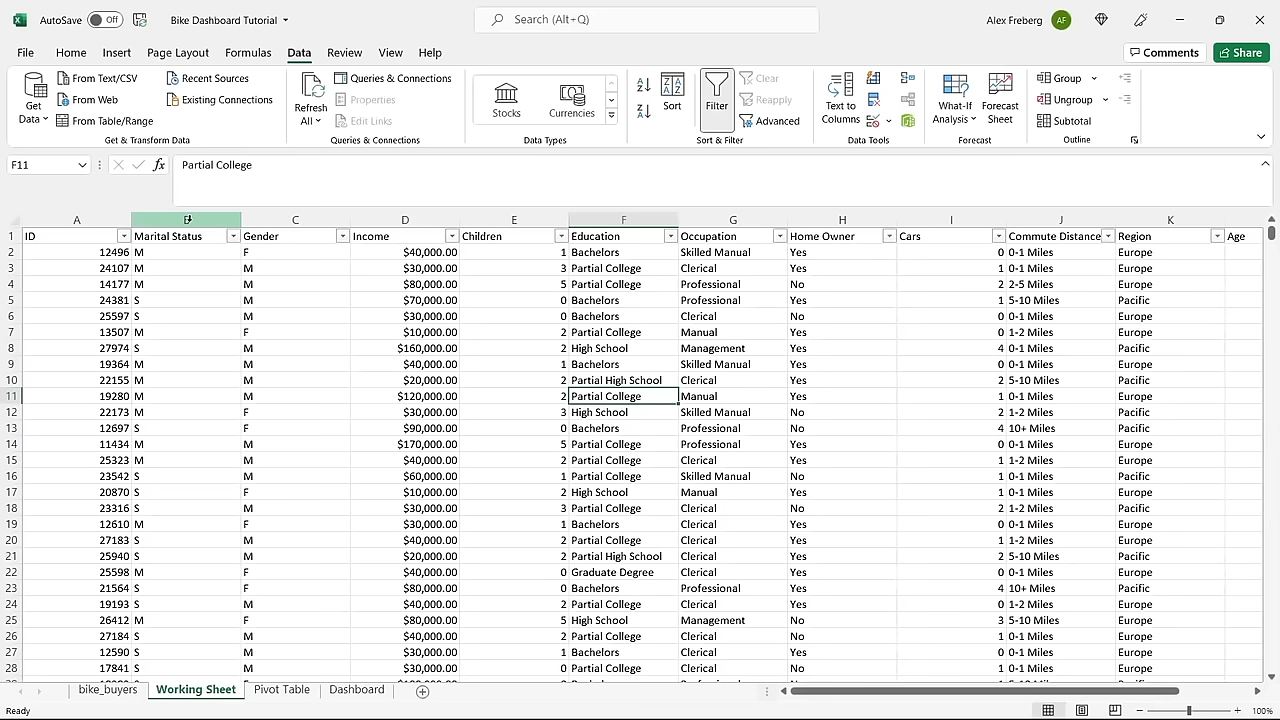 AutoSave Off Bike Dashboard Tutorial Search (Alt+Q) Alex Freberg AF
File Home Insert Page Layout Formulas Data Review View Help Comments Share
Get Data From Text/CSV From Web From Table/Range Recent Sources Existing Connections
Get & Transform Data
Refresh All Queries & Connections Properties Edit Links
Queries & Connections
Stocks Currencies
Data Types
Sort Filter Clear Reapply Advanced
Sort & Filter
Text to Columns
Data Tools
What-If Analysis Forecast Sheet
Forecast
Group Ungroup Subtotal
Outline
F11 fx Partial College
A C D E F G H I J K
1 ID Marital Status Gender Income Children Education Occupation Home Owner Cars Commute Distance Region Age
2 12496 M F $40,000.00 1 Bachelors Skilled Manual Yes 0 0-1 Miles Europe
3 24107 M M $30,000.00 3 Partial College Clerical Yes 1 0-1 Miles Europe
4 14177 M M $80,000.00 5 Partial College Professional No 2 2-5 Miles Europe
5 24381 S M $70,000.00 0 Bachelors Professional Yes 1 5-10 Miles Pacific
6 25597 S M $30,000.00 0 Bachelors Clerical No 0 0-1 Miles Europe
7 13507 M F $10,000.00 2 Partial College Manual Yes 0 1-2 Miles Europe
8 27974 S M $160,000.00 2 High School Management Yes 4 0-1 Miles Pacific
9 19364 M M $40,000.00 1 Bachelors Skilled Manual Yes 0 0-1 Miles Europe
10 22155 M M $20,000.00 2 Partial High School Clerical Yes 2 5-10 Miles Pacific
11 19280 M M $120,000.00 2 Partial College Manual Yes 1 0-1 Miles Europe
12 22173 M F $30,000.00 3 High School Skilled Manual No 2 1-2 Miles Pacific
13 12697 S F $90,000.00 0 Bachelors Professional No 4 10+ Miles Pacific
14 11434 M M $170,000.00 5 Partial College Professional Yes 0 0-1 Miles Europe
15 25323 M M $40,000.00 2 Partial College Clerical Yes 1 1-2 Miles Europe
16 23542 S M $60,000.00 1 Partial College Skilled Manual No 1 0-1 Miles Pacific
17 20870 S F $10,000.00 2 High School Manual Yes 1 0-1 Miles Europe
18 23316 S M $30,000.00 3 Partial College Clerical No 2 1-2 Miles Pacific
19 12610 M F $30,000.00 1 Bachelors Clerical Yes 0 0-1 Miles Europe
20 27183 S M $40,000.00 2 Partial College Clerical Yes 1 1-2 Miles Europe
21 25940 S M $20,000.00 2 Partial High School Clerical Yes 2 5-10 Miles Pacific
22 25598 M F $40,000.00 0 Graduate Degree Clerical Yes 0 0-1 Miles Europe
23 21564 S F $80,000.00 0 Bachelors Professional Yes 4 10+ Miles Pacific
24 19193 S M $40,000.00 2 Partial College Clerical Yes 0 1-2 Miles Europe
25 26412 M F $80,000.00 5 High School Management No 3 5-10 Miles Europe
26 27184 S M $40,000.00 2 Partial College Clerical No 1 0-1 Miles Europe
27 12590 S M $30,000.00 1 Bachelors Clerical Yes 0 0-1 Miles Europe
28 17841 S M $30,000.00 0 Partial College Clerical No 1 0-1 Miles Europe
bike_buyers Working Sheet Pivot Table Dashboard
Ready 100%